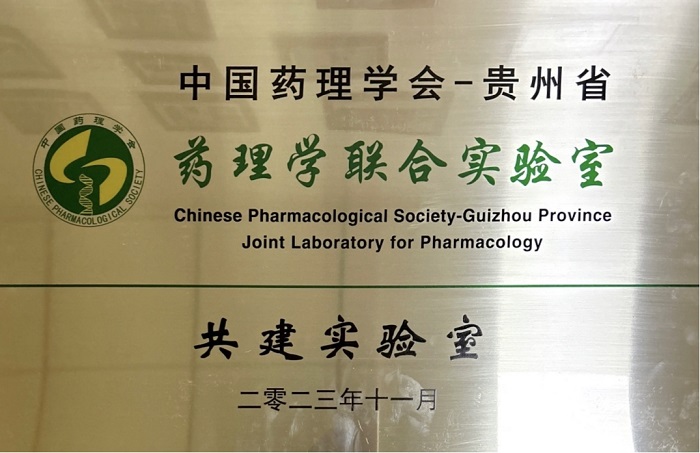 中国药理学会-贵州省
中国药理学会
CHINESE PHARMACOLOGICAL SOCIETY
药理学联合实验室
Chinese Pharmacological Society-Guizhou Province
Joint Laboratory for Pharmacology
共建实验室
二零二三年十一月